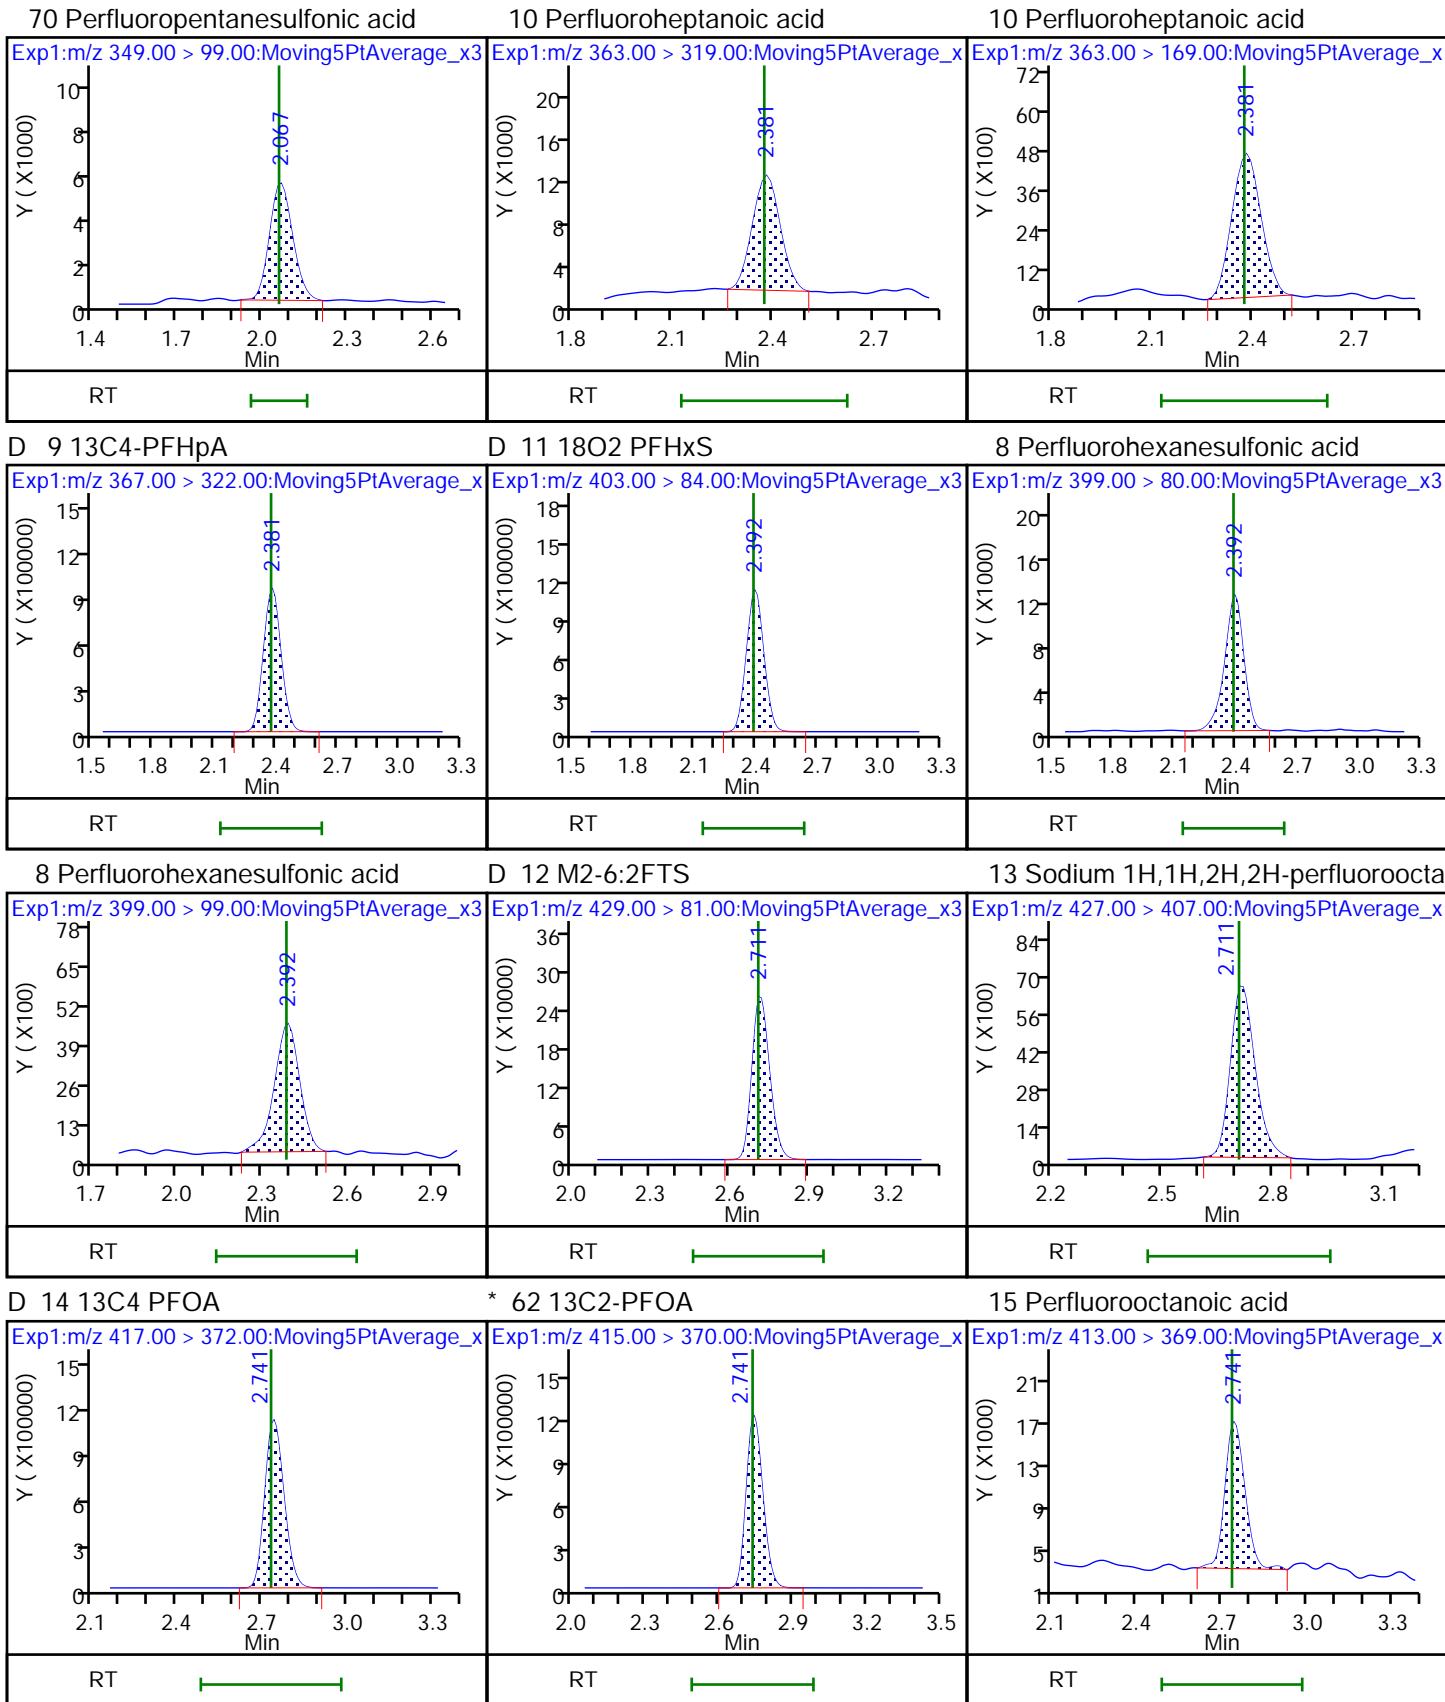 70 Perfluoropentanesulfonic acid
Exp1:m/z 349.00 > 99.00:Moving5PtAverage_x3
Y ( X1000)
10
8
6
4
2
0
2.067
1.4 1.7 2.0 2.3 2.6
Min
RT
10 Perfluoroheptanoic acid
Exp1:m/z 363.00 > 319.00:Moving5PtAverage_x
Y ( X1000)
20
16
12
8
4
0
2.381
1.8 2.1 2.4 2.7
Min
RT
10 Perfluoroheptanoic acid
Exp1:m/z 363.00 > 169.00:Moving5PtAverage_x
Y ( X100)
72
60
48
36
24
12
0
2.381
1.8 2.1 2.4 2.7
Min
RT
D 9 13C4-PFHpA
Exp1:m/z 367.00 > 322.00:Moving5PtAverage_x
Y ( X100000)
15
12
9
6
3
0
2.381
1.5 1.8 2.1 2.4 2.7 3.0 3.3
Min
RT
D 11 18O2 PFHxS
Exp1:m/z 403.00 > 84.00:Moving5PtAverage_x3
Y ( X100000)
18
15
12
9
6
3
0
2.392
1.5 1.8 2.1 2.4 2.7 3.0 3.3
Min
RT
8 Perfluorohexanesulfonic acid
Exp1:m/z 399.00 > 80.00:Moving5PtAverage_x3
Y ( X1000)
20
16
12
8
4
0
2.392
1.5 1.8 2.1 2.4 2.7 3.0 3.3
Min
RT
8 Perfluorohexanesulfonic acid
Exp1:m/z 399.00 > 99.00:Moving5PtAverage_x3
Y ( X100)
78
65
52
39
26
13
0
2.392
1.7 2.0 2.3 2.6 2.9
Min
RT
D 12 M2-6:2FTS
Exp1:m/z 429.00 > 81.00:Moving5PtAverage_x3
Y ( X10000)
36
30
24
18
12
6
0
2.711
2.0 2.3 2.6 2.9 3.2
Min
RT
13 Sodium 1H,1H,2H,2H-perfluoroocta
Exp1:m/z 427.00 > 407.00:Moving5PtAverage_x
Y ( X100)
84
70
56
42
28
14
0
2.711
2.2 2.5 2.8 3.1
Min
RT
D 14 13C4 PFOA
Exp1:m/z 417.00 > 372.00:Moving5PtAverage_x
Y ( X100000)
15
12
9
6
3
0
2.741
2.1 2.4 2.7 3.0 3.3
Min
RT
* 62 13C2-PFOA
Exp1:m/z 415.00 > 370.00:Moving5PtAverage_x
Y ( X100000)
15
12
9
6
3
0
2.741
2.0 2.3 2.6 2.9 3.2 3.5
Min
RT
15 Perfluorooctanoic acid
Exp1:m/z 413.00 > 369.00:Moving5PtAverage_x
Y ( X1000)
21
17
13
9
5
1
2.741
2.1 2.4 2.7 3.0 3.3
Min
RT